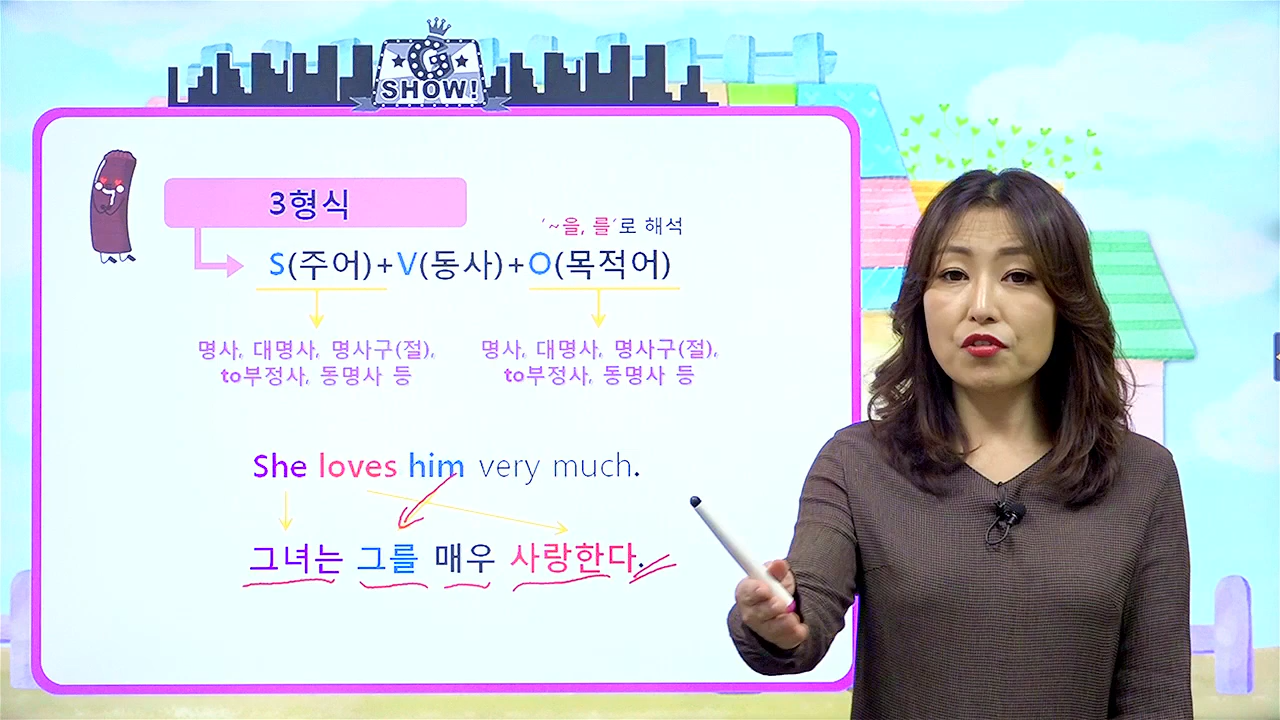 G
SHOW!
3형식
'~을, 를'로 해석
S(주어)+V(동사)+O(목적어)
명사, 대명사, 명사구(절), to부정사, 동명사 등
명사, 대명사, 명사구(절), to부정사, 동명사 등
She loves him very much.
그녀는 그를 매우 사랑한다.